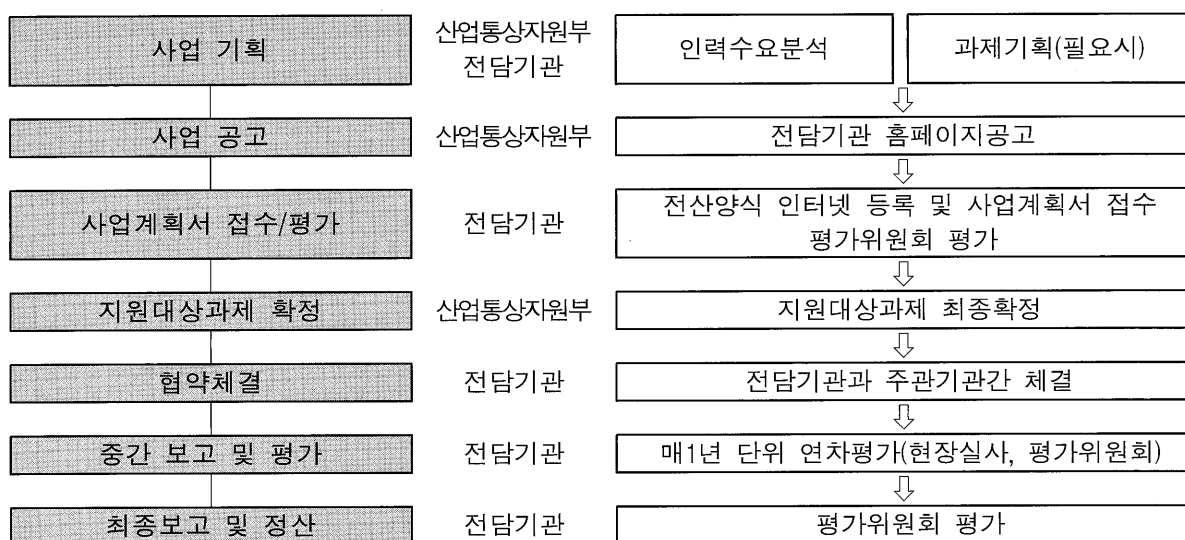 사업 기획
산업통상자원부
전담기관
인력수요분석
과제기획(필요시)
사업 공고
산업통상자원부
전담기관 홈페이지공고
사업계획서 접수/평가
전담기관
전산양식 인터넷 등록 및 사업계획서 접수
평가위원회 평가
지원대상과제 확정
산업통상자원부
지원대상과제 최종확정
협약체결
전담기관
전담기관과 주관기관간 체결
중간 보고 및 평가
전담기관
매1년 단위 연차평가(현장실사, 평가위원회)
최종보고 및 정산
전담기관
평가위원회 평가